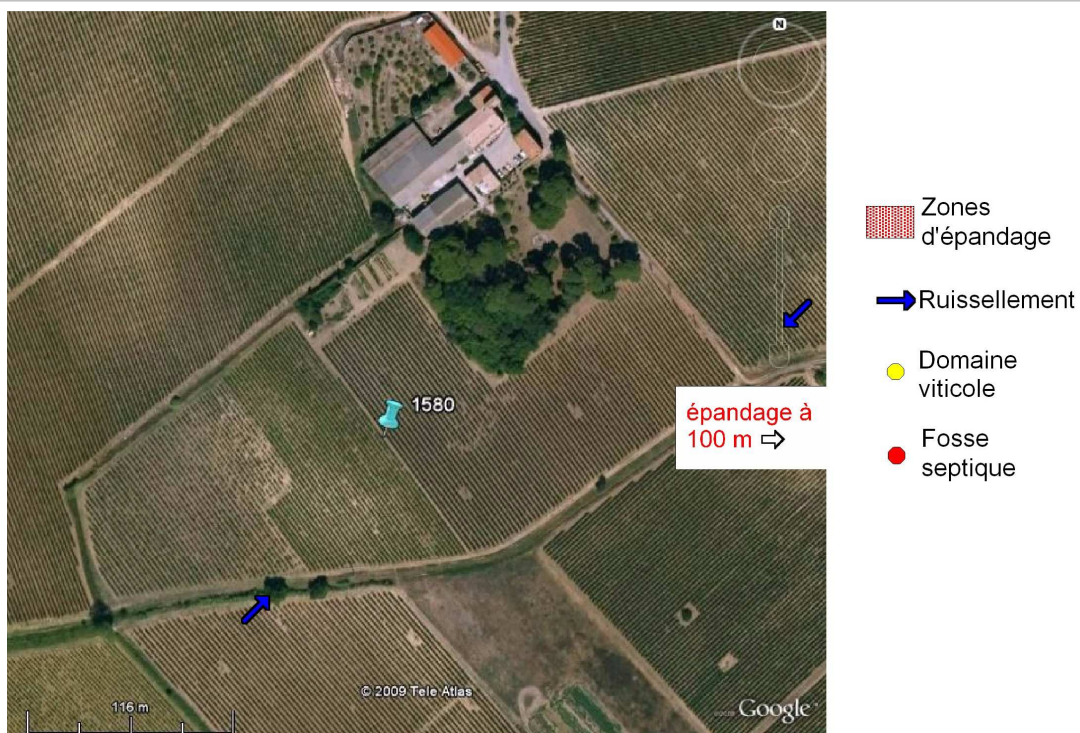 N
1580
épandage à
100 m
© 2009 Tele Atlas
116 m
Google
Zones
d'épandage
Ruissellement
Domaine
viticole
Fosse
septique